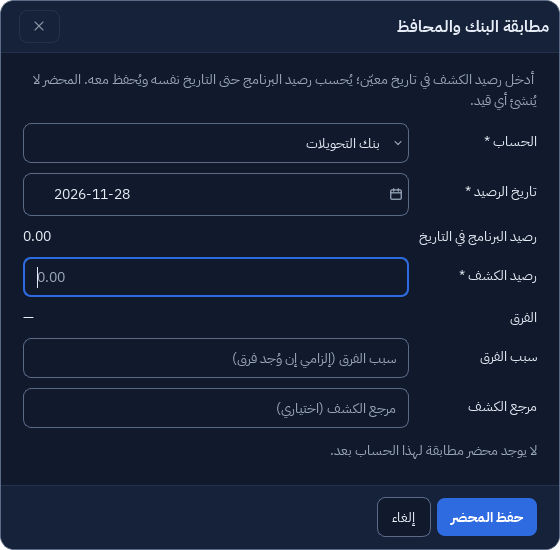 مطابقة البنك والمحافظ
أدخل رصيد الكشف في تاريخ معيّن؛ يُحسب رصيد البرنامج حتى التاريخ نفسه ويُحفظ معه. المحضر لا
يُنشئ أي قيد.
الحساب *
بنك التحويلات
تاريخ الرصيد *
2026-11-28
رصيد البرنامج في التاريخ
0.00
رصيد الكشف *
0.00
الفرق
—
سبب الفرق
سبب الفرق (إلزامي إن وُجد فرق)
مرجع الكشف
مرجع الكشف (اختياري)
لا يوجد محضر مطابقة لهذا الحساب بعد.
حفظ المحضر
إلغاء